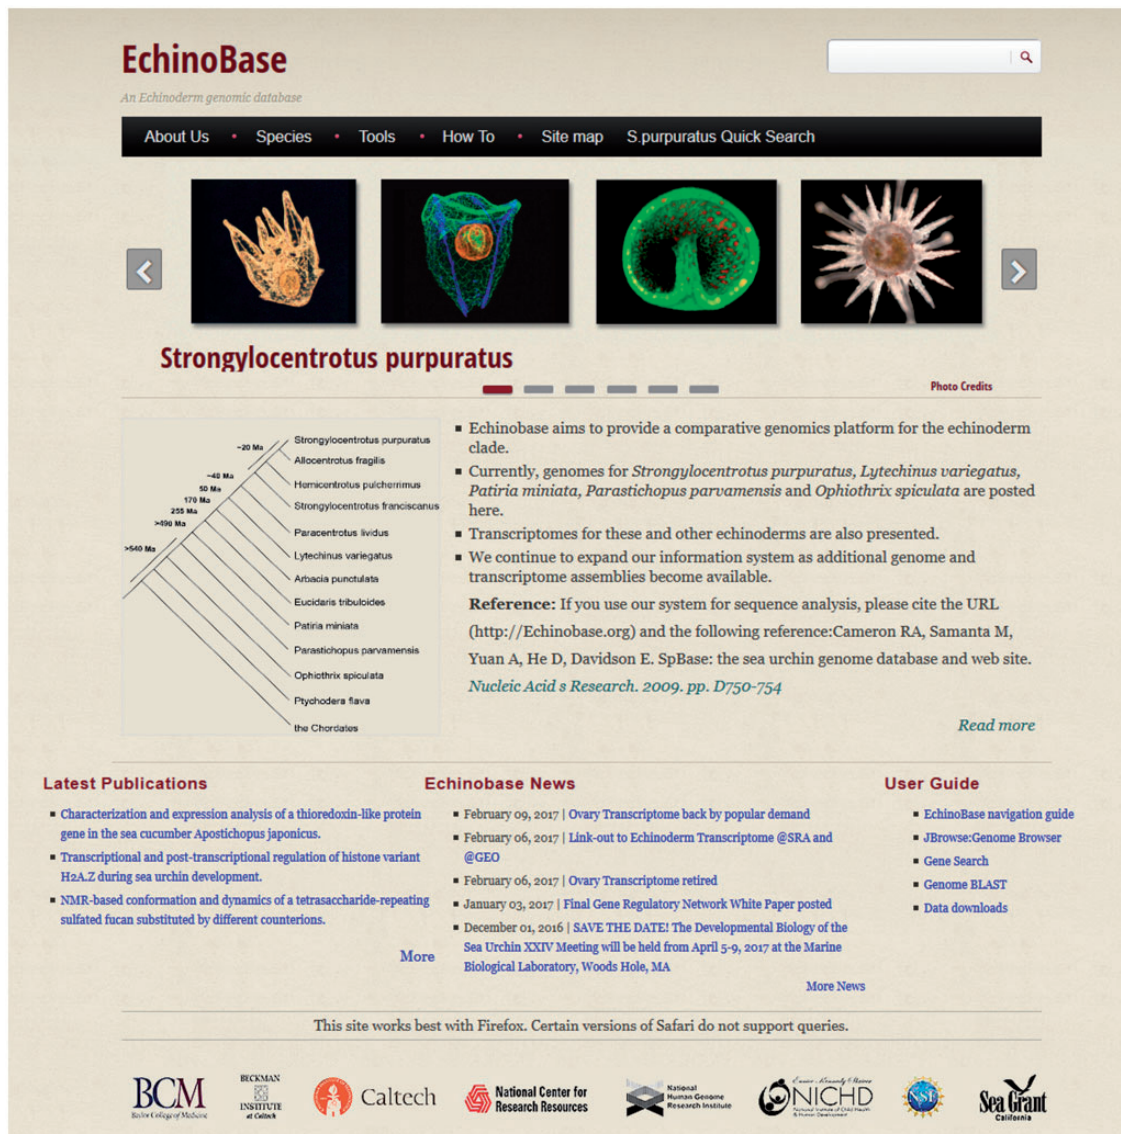 EchinoBase
An Echinoderm genomic database
About Us • Species • Tools • How To • Site map S.purpuratus Quick Search
Strongylocentrotus purpuratus
Photo Credits
~20 Ma
~40 Ma
50 Ma
170 Ma
255 Ma
>490 Ma
>540 Ma
Strongylocentrotus purpuratus
Allocentrotus fragilis
Hemicentrotus pulcherrimus
Strongylocentrotus franciscanus
Paracentrotus lividus
Lytechinus variegatus
Arbacia punctulata
Eucidaris tribuloides
Patiria miniata
Parastichopus parvamensis
Ophiothrix spiculata
Ptychodera flava
the Chordates
▪ Echinobase aims to provide a comparative genomics platform for the echinoderm
clade.
▪ Currently, genomes for Strongylocentrotus purpuratus, Lytechinus variegatus,
Patiria miniata, Parastichopus parvamensis and Ophiothrix spiculata are posted
here.
▪ Transcriptomes for these and other echinoderms are also presented.
▪ We continue to expand our information system as additional genome and
transcriptome assemblies become available.
Reference: If you use our system for sequence analysis, please cite the URL
(http://Echinobase.org) and the following reference:Cameron RA, Samanta M,
Yuan A, He D, Davidson E. SpBase: the sea urchin genome database and web site.
Nucleic Acid s Research. 2009. pp. D750-754
Read more
Latest Publications
▪ Characterization and expression analysis of a thioredoxin-like protein
gene in the sea cucumber Apostichopus japonicus.
▪ Transcriptional and post-transcriptional regulation of histone variant
H2A.Z during sea urchin development.
▪ NMR-based conformation and dynamics of a tetrasaccharide-repeating
sulfated fucan substituted by different counterions.
More
Echinobase News
▪ February 09, 2017 | Ovary Transcriptome back by popular demand
▪ February 06, 2017 | Link-out to Echinoderm Transcriptome @SRA and
@GEO
▪ February 06, 2017 | Ovary Transcriptome retired
▪ January 03, 2017 | Final Gene Regulatory Network White Paper posted
▪ December 01, 2016 | SAVE THE DATE! The Developmental Biology of the
Sea Urchin XXIV Meeting will be held from April 5-9, 2017 at the Marine
Biological Laboratory, Woods Hole, MA
More News
User Guide
▪ EchinoBase navigation guide
▪ JBrowse:Genome Browser
▪ Gene Search
▪ Genome BLAST
▪ Data downloads
This site works best with Firefox. Certain versions of Safari do not support queries.
BCM
Baylor College of Medicine
BECKMAN
INSTITUTE
at Caltech
Caltech
National Center for
Research Resources
National
Human Genome
Research Institute
Eunice Kennedy Shriver
NICHD
National Institute of Child Health
& Human Development
NSF
Sea Grant
California